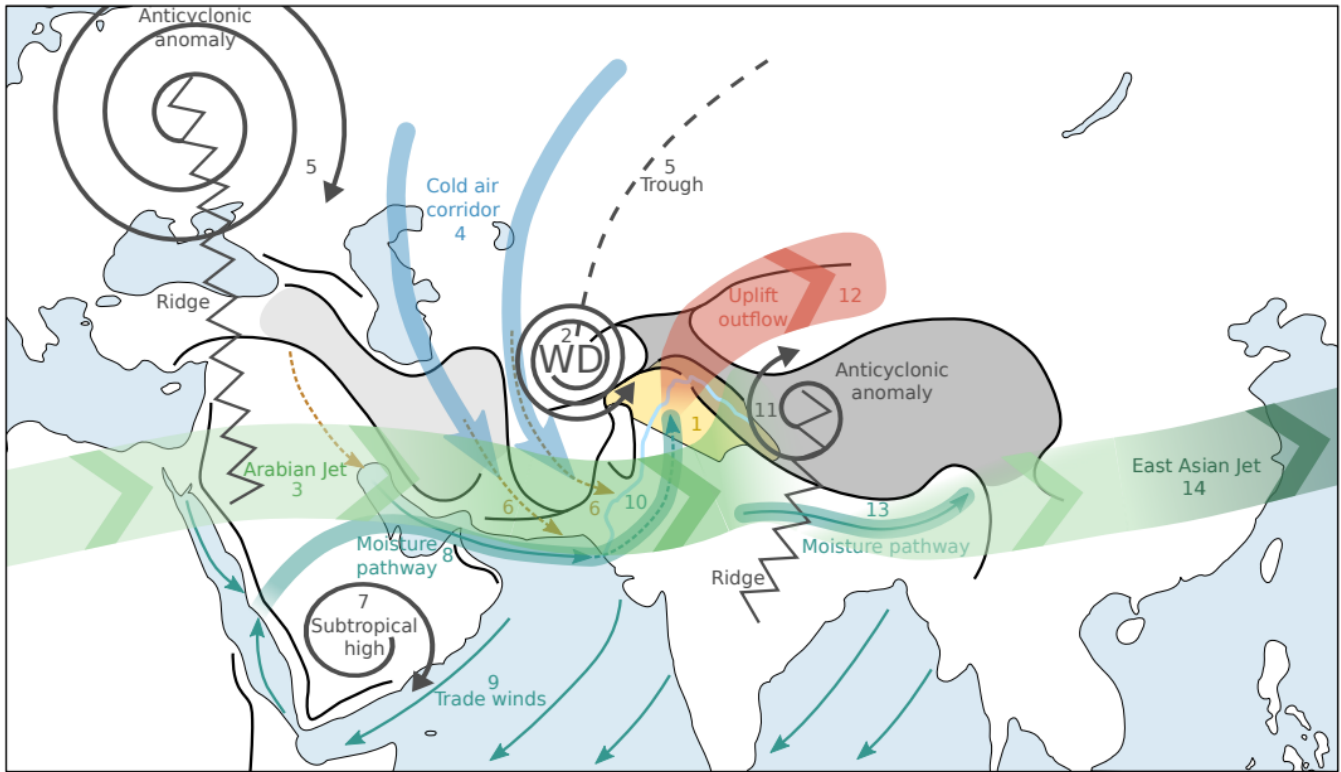 Anticyclonic
anomaly
5
Cold air
corridor
4
5
Trough
Ridge
2
WD
Uplift
outflow
12
Anticyclonic
anomaly
11
1
Arabian Jet
3
East Asian Jet
14
6
6
10
13
Moisture
pathway
8
Moisture pathway
Ridge
7
Subtropical
high
9
Trade winds